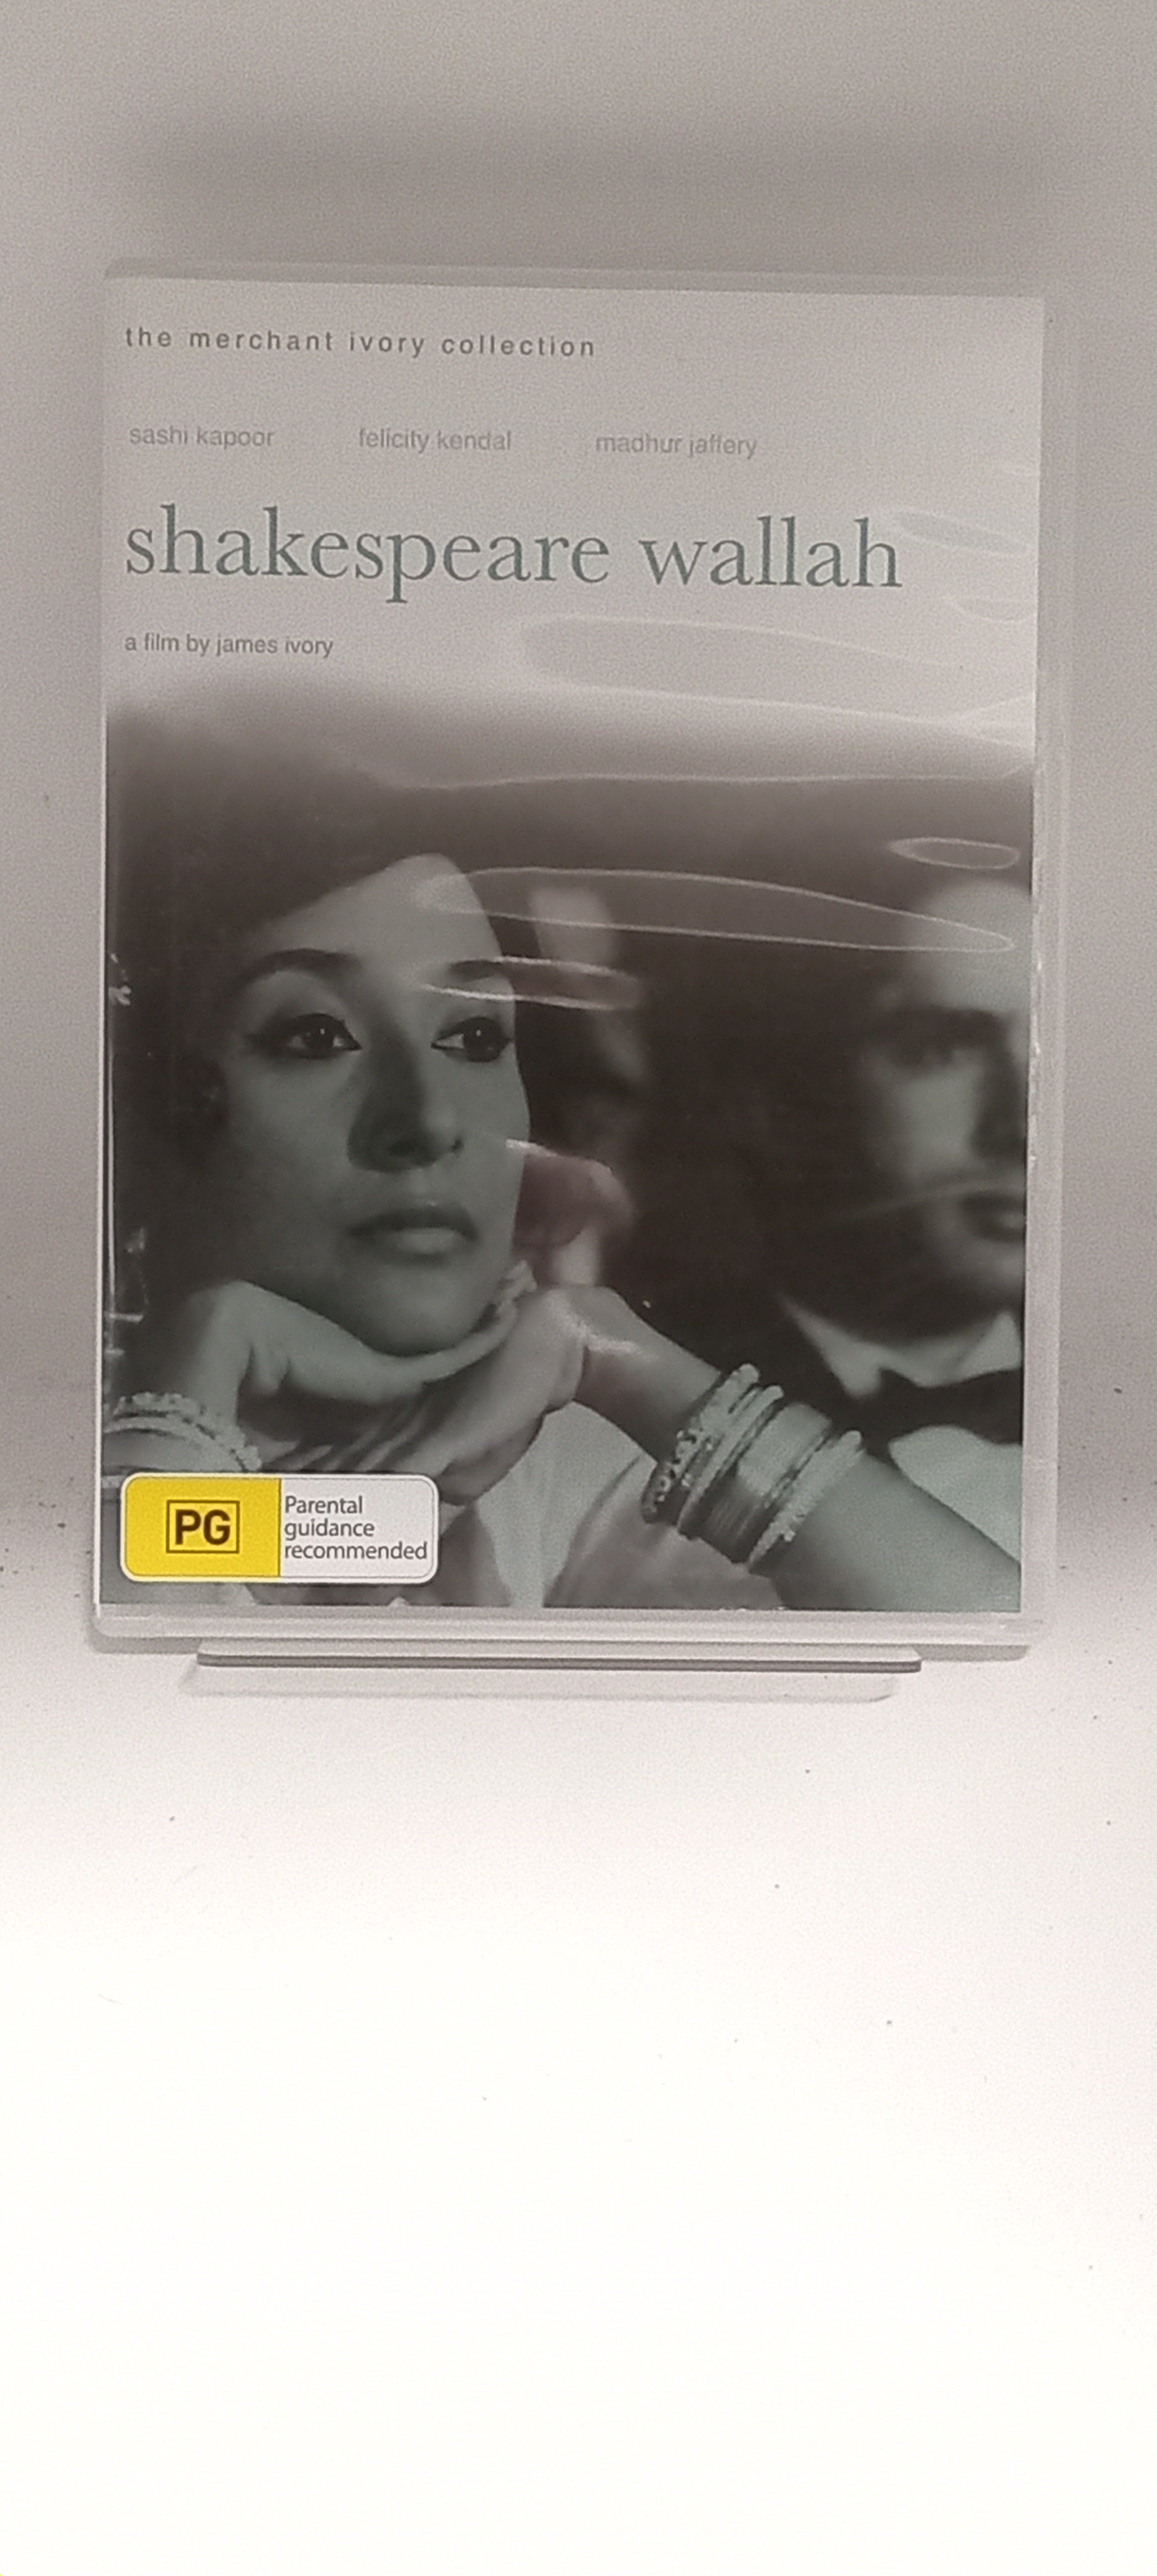 the merchant ivory collection
sashi kapoor felicity kendal madhur jaffery
shakespeare wallah
a film by james ivory
PG
Parental
guidance
recommended